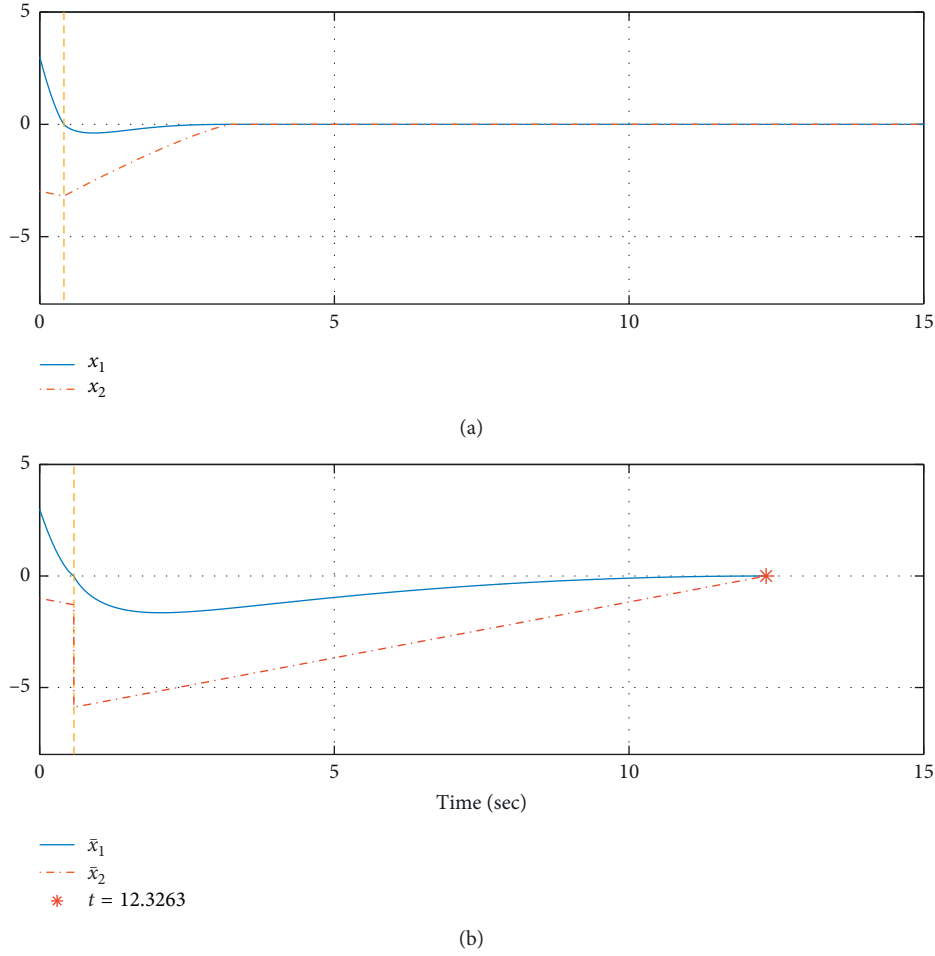 5
0
−5
0 5 10 15
x₁
x₂
(a)
5
0
−5
0 5 10 15
Time (sec)
x̄₁
x̄₂
t = 12.3263
(b)